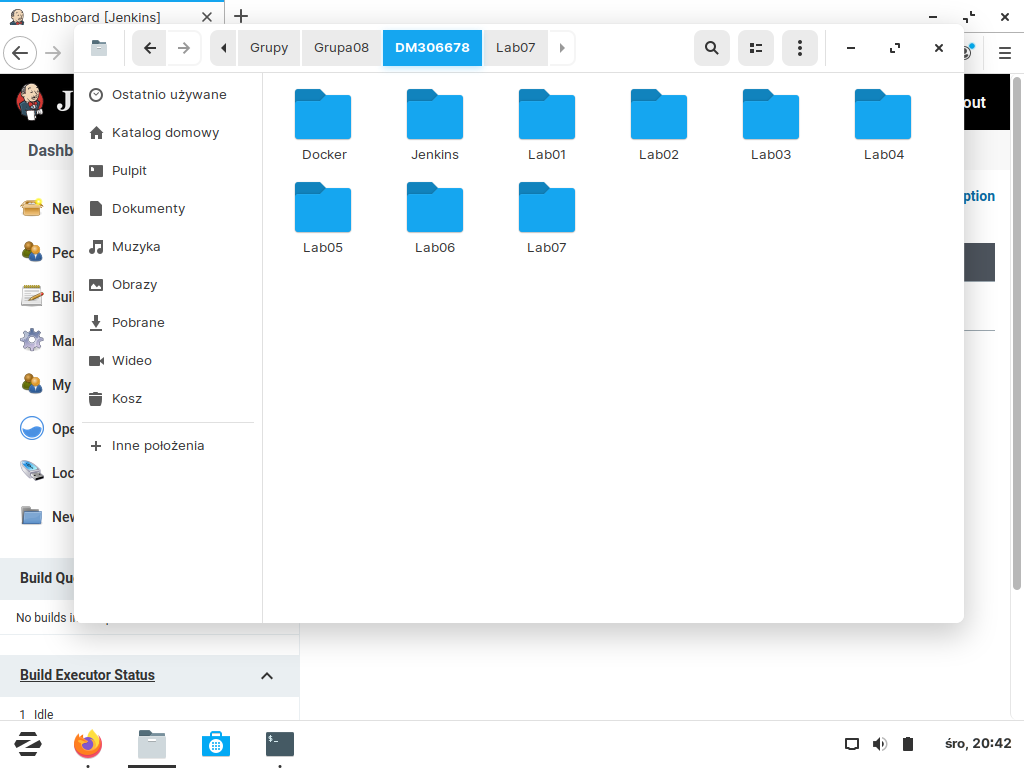 Dashboard [Jenkins]
Grupy
Grupa08
DM306678
Lab07
J
out
Dashb
ption
Ostatnio używane
Katalog domowy
Pulpit
Dokumenty
Muzyka
Obrazy
Pobrane
Wideo
Kosz
Inne położenia
Docker
Jenkins
Lab01
Lab02
Lab03
Lab04
Lab05
Lab06
Lab07
New
Peo
Buil
Mar
My
Ope
Loc
New
Build Qu
No builds i
Build Executor Status
1 Idle
$_
śro, 20:42